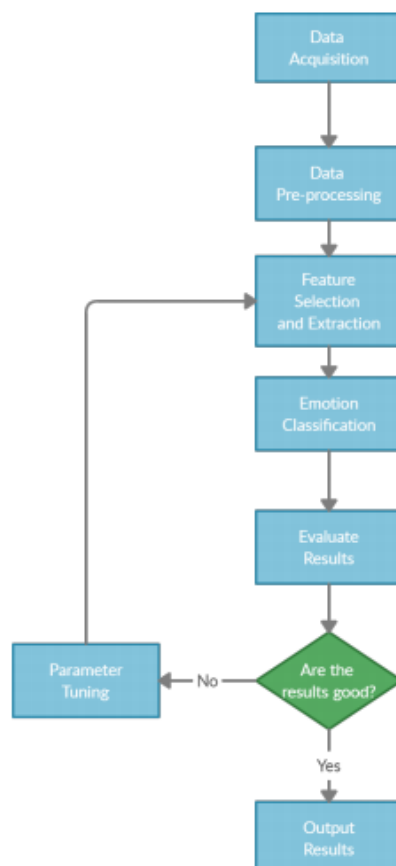 Data
Acquisition
Data
Pre-processing
Feature
Selection
and Extraction
Emotion
Classification
Evaluate
Results
Are the
results good?
No
Parameter
Tuning
Yes
Output
Results